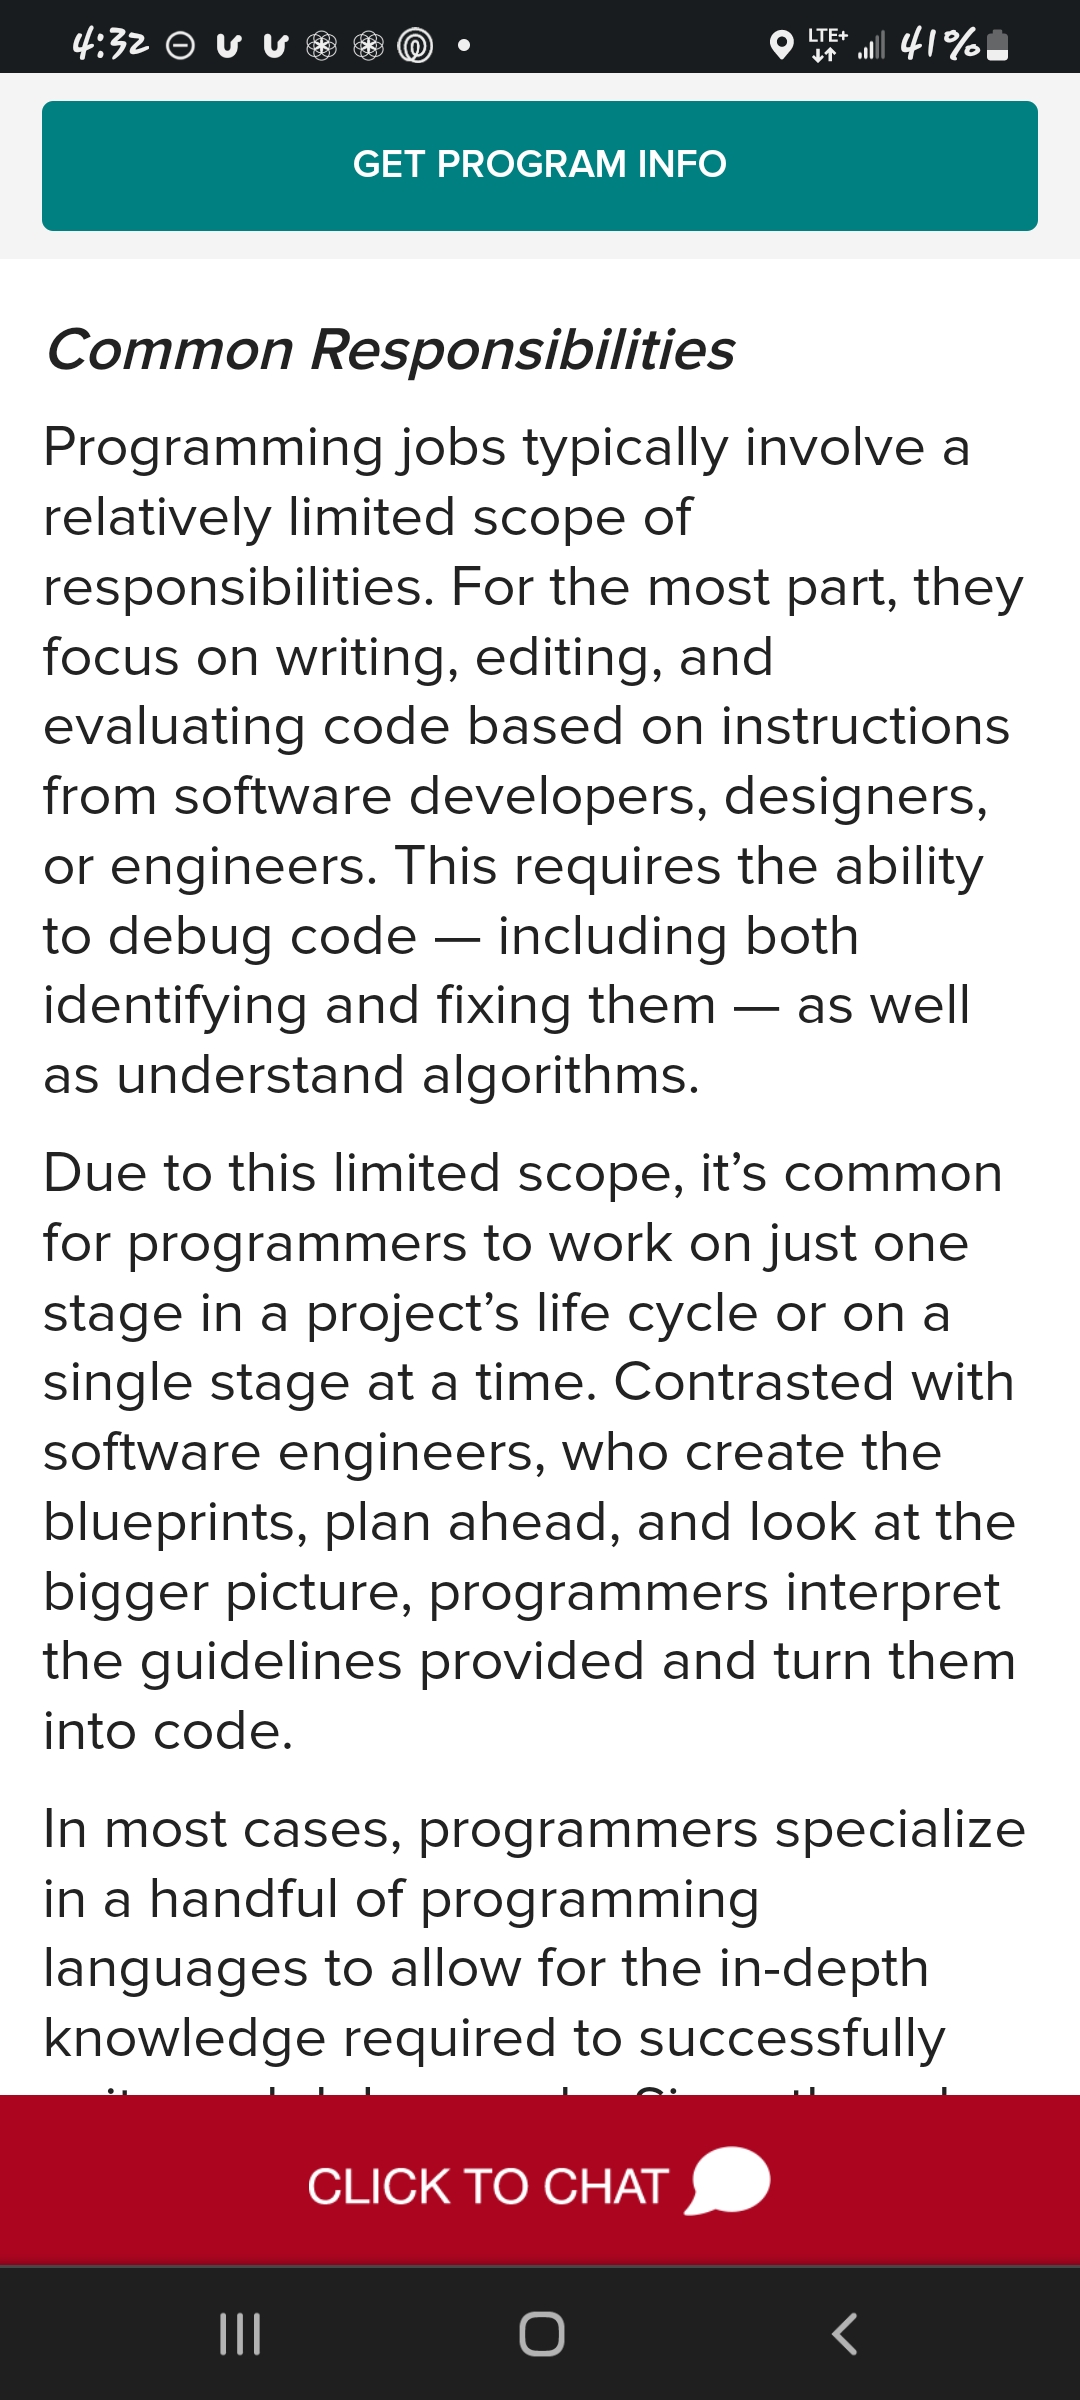 4:32
LTE+
41%
GET PROGRAM INFO
Common Responsibilities
Programming jobs typically involve a
relatively limited scope of
responsibilities. For the most part, they
focus on writing, editing, and
evaluating code based on instructions
from software developers, designers,
or engineers. This requires the ability
to debug code — including both
identifying and fixing them — as well
as understand algorithms.
Due to this limited scope, it’s common
for programmers to work on just one
stage in a project’s life cycle or on a
single stage at a time. Contrasted with
software engineers, who create the
blueprints, plan ahead, and look at the
bigger picture, programmers interpret
the guidelines provided and turn them
into code.
In most cases, programmers specialize
in a handful of programming
languages to allow for the in-depth
knowledge required to successfully
CLICK TO CHAT